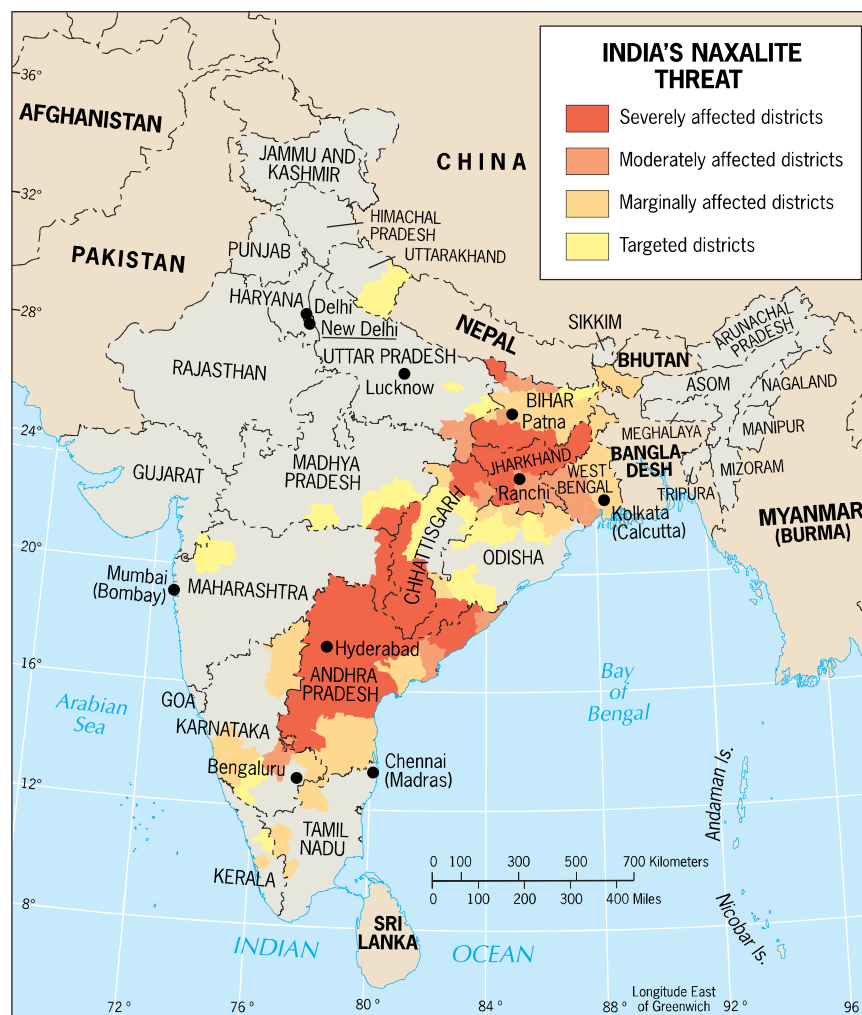 INDIA'S NAXALITE
THREAT
Severely affected districts
Moderately affected districts
Marginally affected districts
Targeted districts
36°
AFGHANISTAN
JAMMU AND
KASHMIR
CHINA
32°
HIMACHAL
PRADESH
PUNJAB
UTTARAKHAND
PAKISTAN
HARYANA
Delhi
New Delhi
28°
NEPAL
SIKKIM
ARUNACHAL
PRADESH
BHUTAN
UTTAR PRADESH
RAJASTHAN
Lucknow
ASOM
NAGALAND
BIHAR
Patna
24°
MEGHALAYA
MANIPUR
BANGLA-
DESH
JHARKHAND
MADHYA
PRADESH
GUJARAT
WEST
BENGAL
MIZORAM
Ranchi
TRIPURA
Kolkata
(Calcutta)
MYANMAR
(BURMA)
CHHATTISGARH
20°
ODISHA
Mumbai
(Bombay)
MAHARASHTRA
Hyderabad
16°
ANDHRA
PRADESH
Bay
of
Bengal
Arabian
Sea
GOA
KARNATAKA
Bengaluru
Chennai
(Madras)
12°
Andaman Is.
TAMIL
NADU
KERALA
0 100 300 500 700 Kilometers
0 100 200 300 400 Miles
8°
Nicobar Is.
SRI
LANKA
INDIAN OCEAN
72° 76° 80° 84° 88° Longitude East
of Greenwich 92° 96°